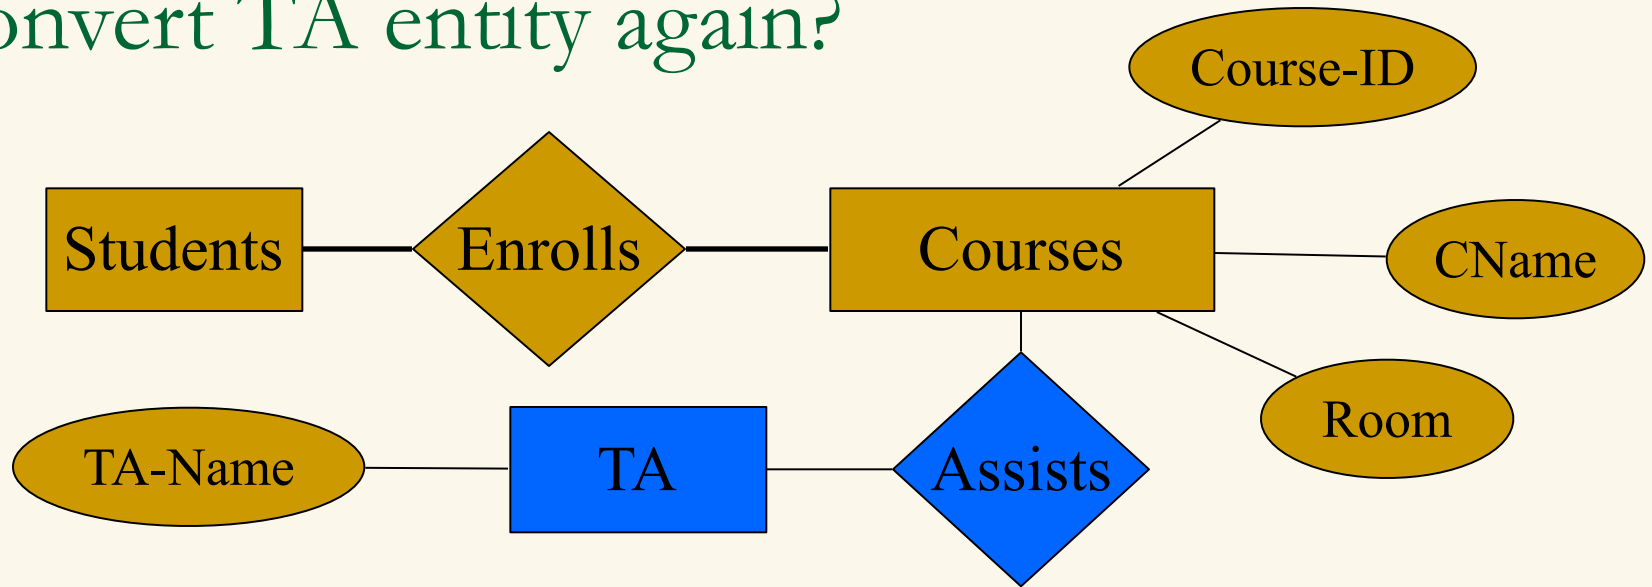 onvert TA entity again?
Course-ID
Students
Enrolls
Courses
CName
Room
TA-Name
TA
Assists